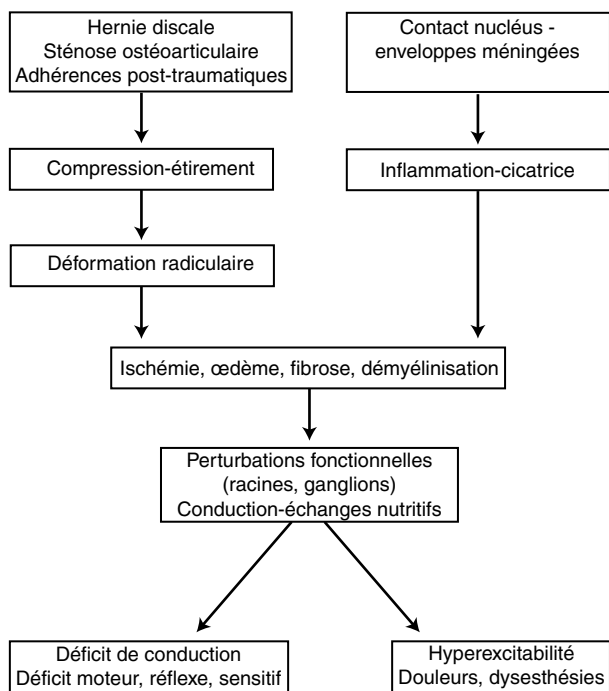 Hernie discale
Sténose ostéoarticulaire
Adhérences post-traumatiques
Contact nucléus -
enveloppes méningées
Compression-étirement
Inflammation-cicatrice
Déformation radiculaire
Ischémie, œdème, fibrose, démyélinisation
Perturbations fonctionnelles
(racines, ganglions)
Conduction-échanges nutritifs
Déficit de conduction
Déficit moteur, réflexe, sensitif
Hyperexcitabilité
Douleurs, dysesthésies